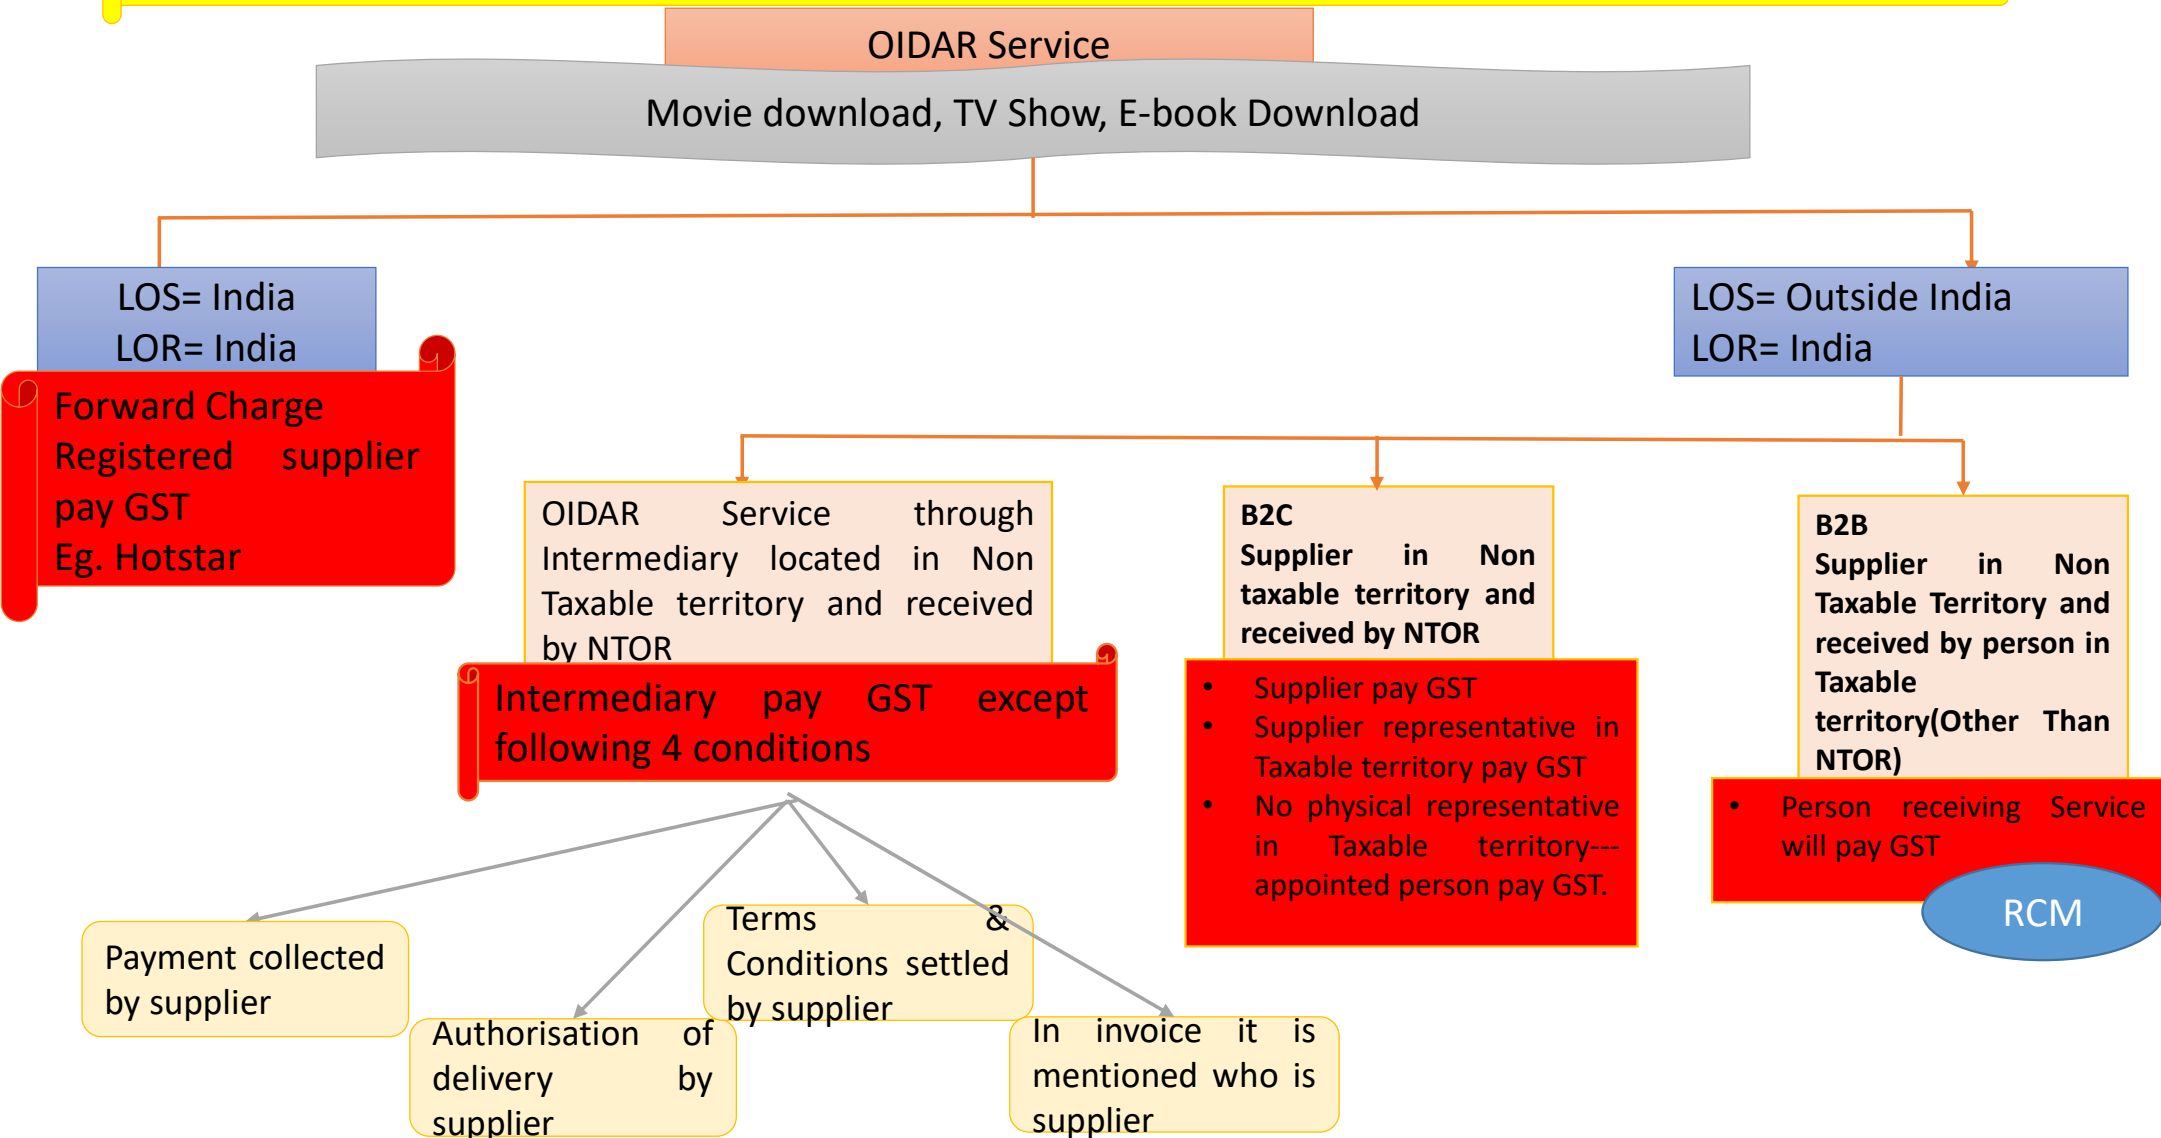 OIDAR Service
Movie download, TV Show, E-book Download
LOS= India
LOR= India
Forward Charge
Registered supplier
pay GST
Eg. Hotstar
LOS= Outside India
LOR= India
OIDAR Service through
Intermediary located in Non
Taxable territory and received
by NTOR
Intermediary pay GST except
following 4 conditions
B2C
Supplier in Non
taxable territory and
received by NTOR
• Supplier pay GST
• Supplier representative in
Taxable territory pay GST
• No physical representative
in Taxable territory---
appointed person pay GST.
B2B
Supplier in Non
Taxable Territory and
received by person in
Taxable
territory(Other Than
NTOR)
• Person receiving Service
will pay GST
RCM
Payment collected
by supplier
Authorisation of
delivery by
supplier
Terms &
Conditions settled
by supplier
In invoice it is
mentioned who is
supplier